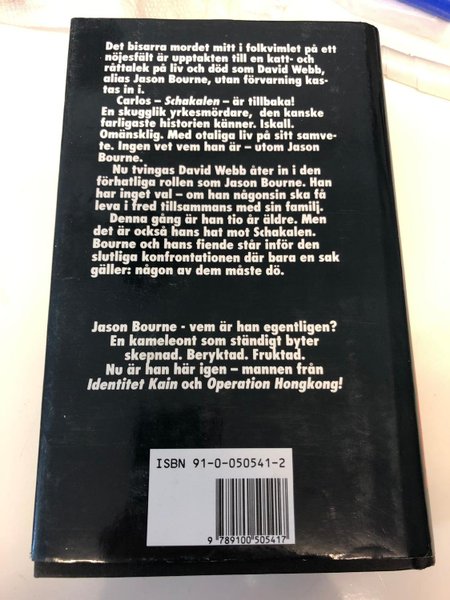 Det bisarra mordet mitt i folkvimlet på ett
nöjesfält är upptakten till en katt- och
råttalek på liv och död som David Webb,
alias Jason Bourne, utan förvarning kas-
tas in i.
Carlos – Schakalen – är tillbaka!
En skugglik yrkesmördare, den kanske
farligaste historien känner. Iskall.
Omänsklig. Med otaliga liv på sitt samve-
te. Ingen vet vem han är – utom Jason
Bourne.
Nu tvingas David Webb åter in i den
förhatliga rollen som Jason Bourne. Han
har inget val – om han någonsin ska få
leva i fred tillsammans med sin familj.
Denna gång är han tio år äldre. Men
det är också hans hat mot Schakalen.
Bourne och hans fiende står inför den
slutliga konfrontationen där bara en sak
gäller: någon av dem måste dö.
Jason Bourne - vem är han egentligen?
En kameleont som ständigt byter
skepnad. Beryktad. Fruktad.
Nu är han här igen – mannen från
Identitet Kain och Operation Hongkong!
ISBN 91-0-050541-2
9 789100 505417